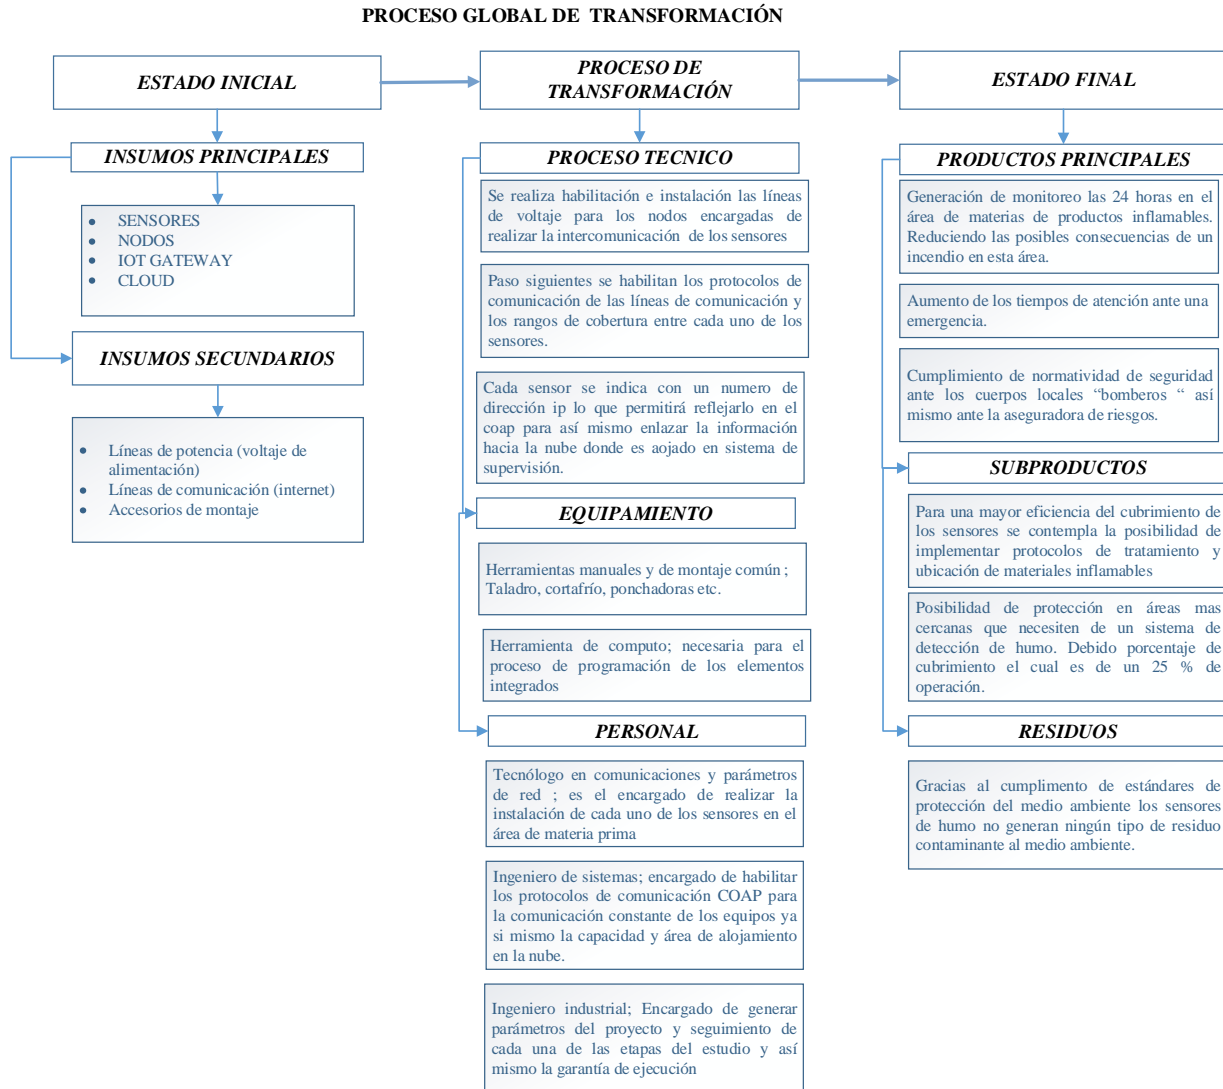 PROCESO GLOBAL DE TRANSFORMACIÓN
ESTADO INICIAL
INSUMOS PRINCIPALES
• SENSORES
• NODOS
• IOT GATEWAY
• CLOUD
INSUMOS SECUNDARIOS
• Líneas de potencia (voltaje de
alimentación)
• Líneas de comunicación (internet)
• Accesorios de montaje
PROCESO DE
TRANSFORMACIÓN
PROCESO TECNICO
Se realiza habilitación e instalación las líneas
de voltaje para los nodos encargadas de
realizar la intercomunicación de los sensores
Paso siguientes se habilitan los protocolos de
comunicación de las líneas de comunicación y
los rangos de cobertura entre cada uno de los
sensores.
Cada sensor se indica con un numero de
dirección ip lo que permitirá reflejarlo en el
coap para así mismo enlazar la información
hacia la nube donde es aojado en sistema de
supervisión.
EQUIPAMIENTO
Herramientas manuales y de montaje común ;
Taladro, cortafrío, ponchadoras etc.
Herramienta de computo; necesaria para el
proceso de programación de los elementos
integrados
PERSONAL
Tecnólogo en comunicaciones y parámetros
de red ; es el encargado de realizar la
instalación de cada uno de los sensores en el
área de materia prima
Ingeniero de sistemas; encargado de habilitar
los protocolos de comunicación COAP para
la comunicación constante de los equipos ya
si mismo la capacidad y área de alojamiento
en la nube.
Ingeniero industrial; Encargado de generar
parámetros del proyecto y seguimiento de
cada una de las etapas del estudio y así
mismo la garantía de ejecución
ESTADO FINAL
PRODUCTOS PRINCIPALES
Generación de monitoreo las 24 horas en el
área de materias de productos inflamables.
Reduciendo las posibles consecuencias de un
incendio en esta área.
Aumento de los tiempos de atención ante una
emergencia.
Cumplimiento de normatividad de seguridad
ante los cuerpos locales “bomberos “ así
mismo ante la aseguradora de riesgos.
SUBPRODUCTOS
Para una mayor eficiencia del cubrimiento de
los sensores se contempla la posibilidad de
implementar protocolos de tratamiento y
ubicación de materiales inflamables
Posibilidad de protección en áreas mas
cercanas que necesiten de un sistema de
detección de humo. Debido porcentaje de
cubrimiento el cual es de un 25 % de
operación.
RESIDUOS
Gracias al cumplimento de estándares de
protección del medio ambiente los sensores
de humo no generan ningún tipo de residuo
contaminante al medio ambiente.